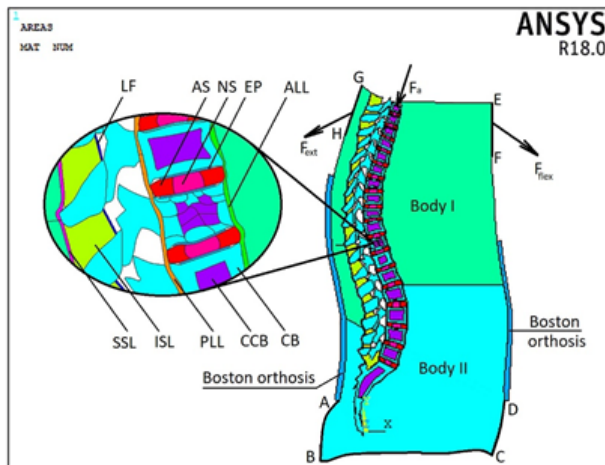 1
AREAS
MAT NUM
ANSYS
R18.0
LF
AS NS EP ALL
G
Fa
E
H
Fext
F
Fflex
Body I
SSL ISL PLL CCB CB
Boston orthosis
Boston
orthosis
Body II
A
D
X
B
C